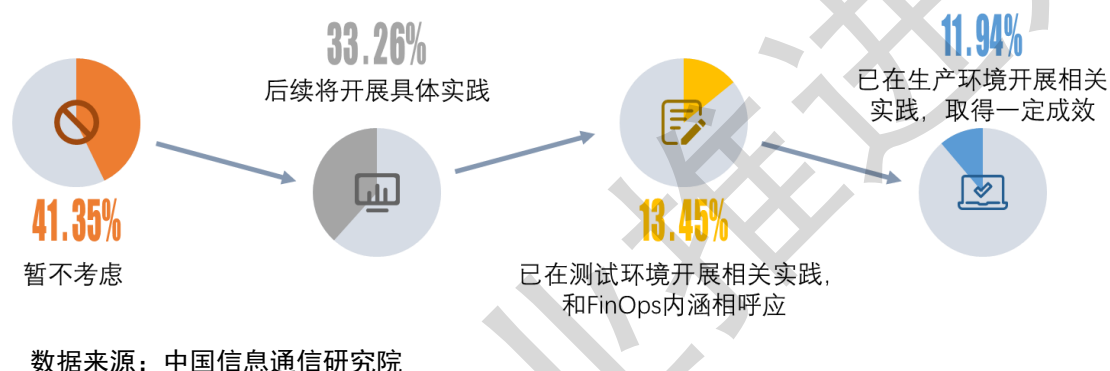 41.35%
暂不考虑
33.26%
后续将开展具体实践
13.45%
已在测试环境开展相关实践，
和FinOps内涵相呼应
11.94%
已在生产环境开展相关
实践，取得一定成效
数据来源：中国信息通信研究院